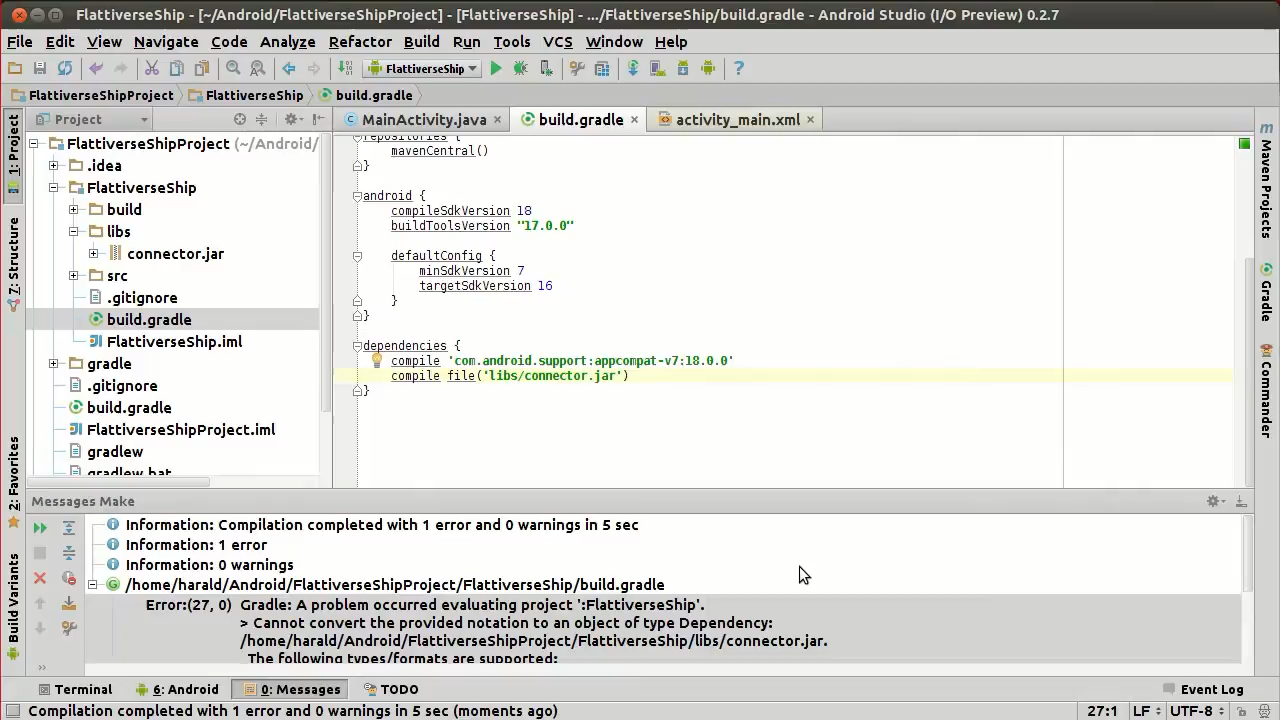 FlattiverseShip - [~/Android/FlattiverseShipProject] - [FlattiverseShip] - .../FlattiverseShip/build.gradle - Android Studio (I/O Preview) 0.2.7
File Edit View Navigate Code Analyze Refactor Build Run Tools VCS Window Help
FlattiverseShip
FlattiverseShipProject FlattiverseShip build.gradle
Project
MainActivity.java build.gradle activity_main.xml
1: Project
7: Structure
2: Favorites
Build Variants
FlattiverseShipProject (~/Android/
.idea
FlattiverseShip
build
libs
connector.jar
src
.gitignore
build.gradle
FlattiverseShip.iml
gradle
.gitignore
build.gradle
FlattiverseShipProject.iml
gradlew
gradlew.bat
repositories {
mavenCentral()
}
android {
compileSdkVersion 18
buildToolsVersion "17.0.0"
defaultConfig {
minSdkVersion 7
targetSdkVersion 16
}
}
dependencies {
compile 'com.android.support:appcompat-v7:18.0.0'
compile file('libs/connector.jar')
}
Maven Projects
Gradle
Commander
Messages Make
Information: Compilation completed with 1 error and 0 warnings in 5 sec
Information: 1 error
Information: 0 warnings
/home/harald/Android/FlattiverseShipProject/FlattiverseShip/build.gradle
Error:(27, 0) Gradle: A problem occurred evaluating project ':FlattiverseShip'.
> Cannot convert the provided notation to an object of type Dependency:
/home/harald/Android/FlattiverseShipProject/FlattiverseShip/libs/connector.jar.
The following types/formats are supported:
Terminal 6: Android 0: Messages TODO Event Log
Compilation completed with 1 error and 0 warnings in 5 sec (moments ago) 27:1 LF UTF-8